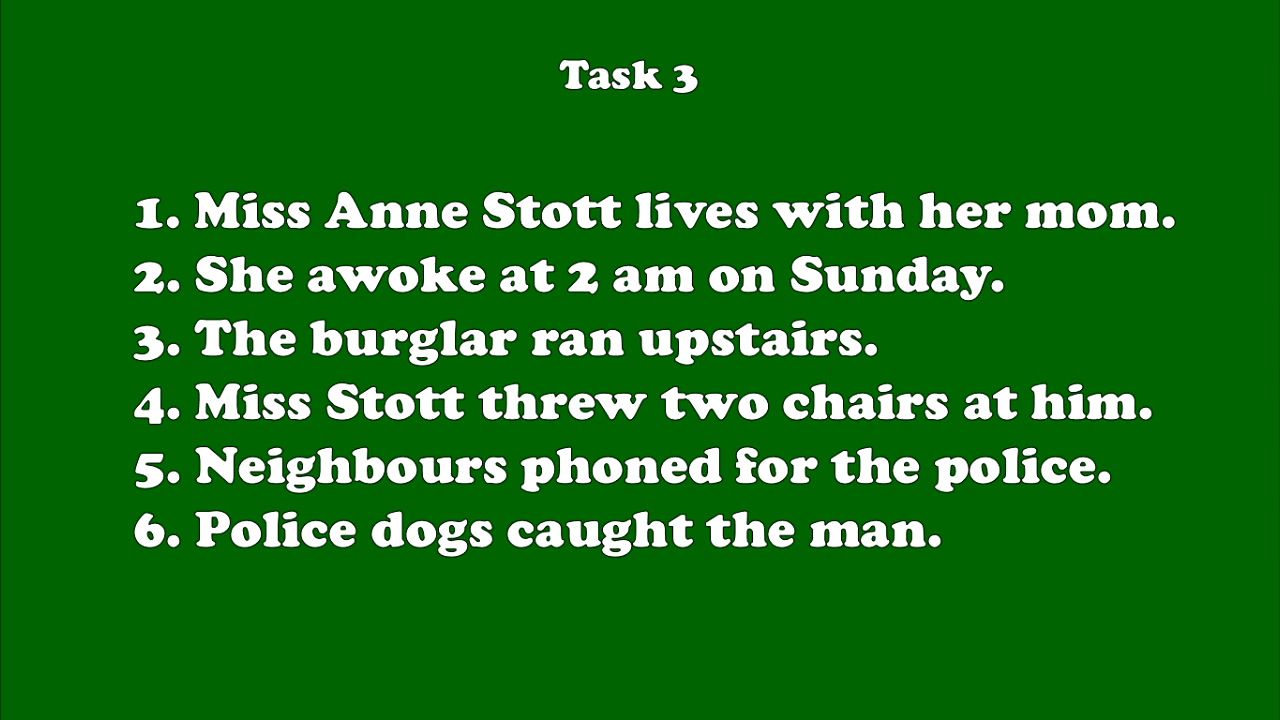 Task 3
1. Miss Anne Stott lives with her mom.
2. She awoke at 2 am on Sunday.
3. The burglar ran upstairs.
4. Miss Stott threw two chairs at him.
5. Neighbours phoned for the police.
6. Police dogs caught the man.